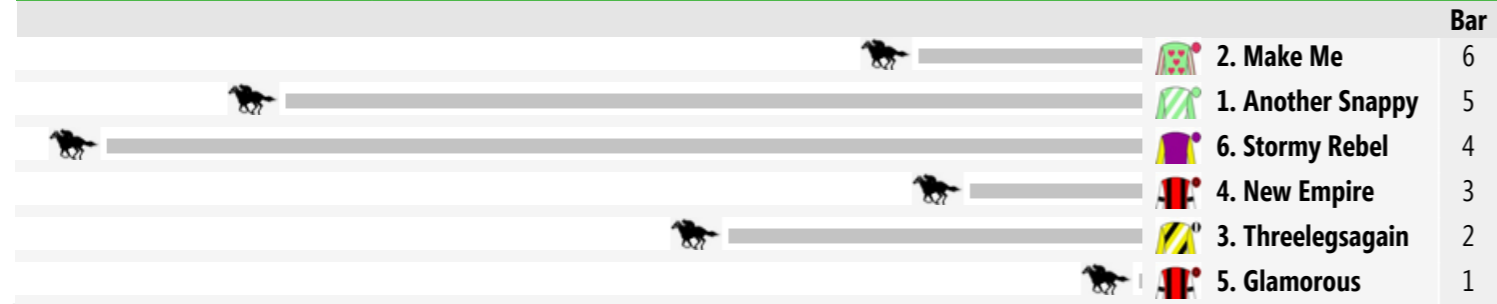 Bar
2. Make Me 6
1. Another Snappy 5
6. Stormy Rebel 4
4. New Empire 3
3. Threelegsagain 2
5. Glamorous 1